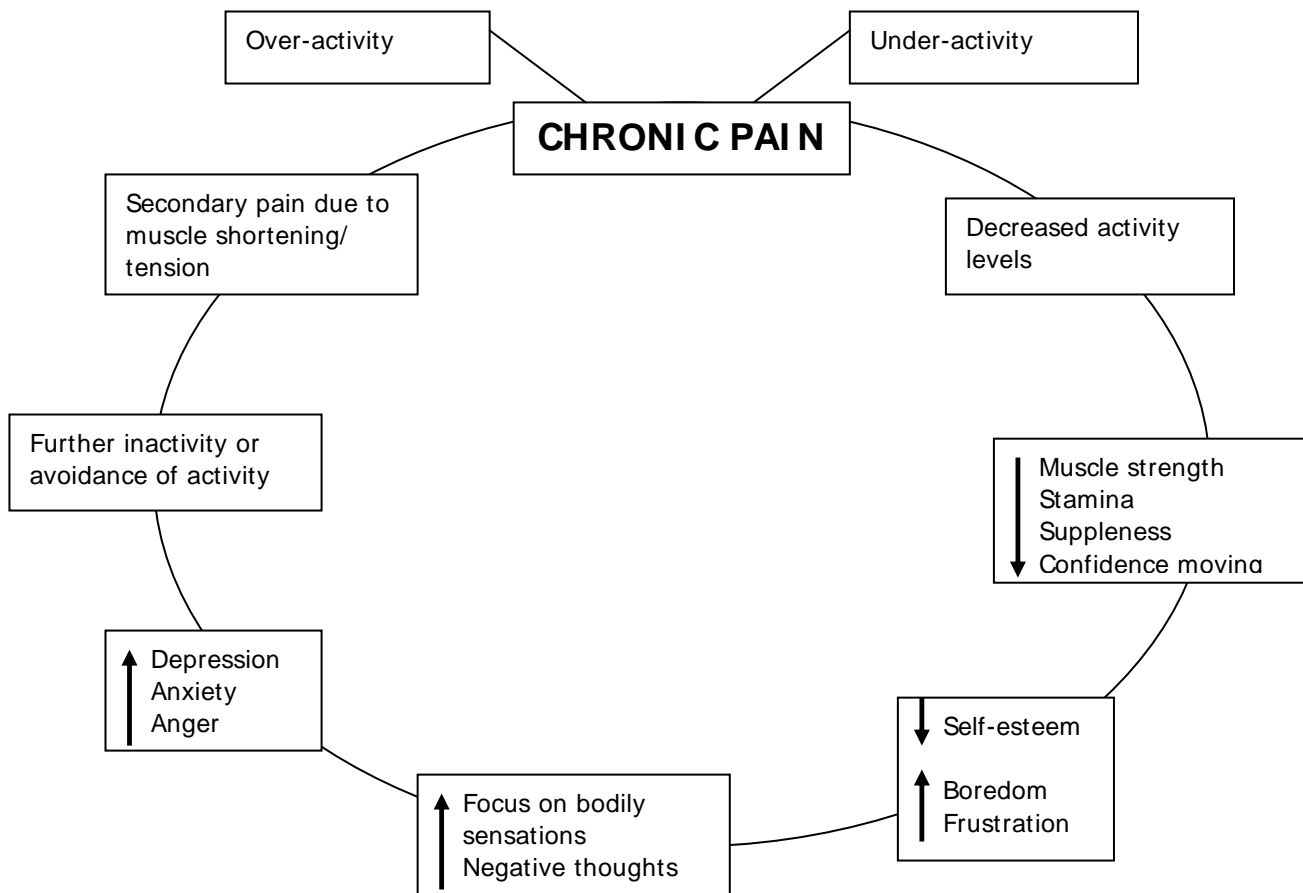 Over-activity
Under-activity
CHRONIC PAIN
Secondary pain due to
muscle shortening/
tension
Decreased activity
levels
Further inactivity or
avoidance of activity
Muscle strength
Stamina
Suppleness
Confidence moving
Depression
Anxiety
Anger
Self-esteem
Boredom
Frustration
Focus on bodily
sensations
Negative thoughts